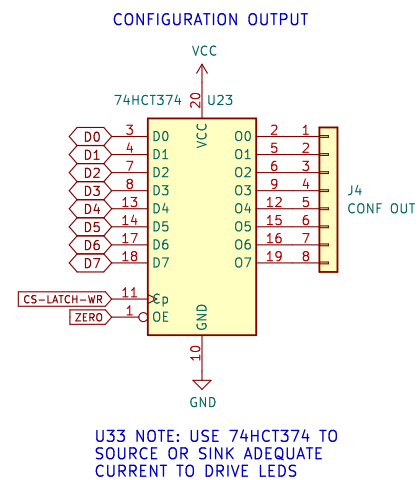 CONFIGURATION OUTPUT
VCC
74HCT374 U23
20
VCC
D0 3 D0 O0 2 1
D1 4 D1 O1 5 2
D2 7 D2 O2 6 3
D3 8 D3 O3 9 4
D4 13 D4 O4 12 5
D5 14 D5 O5 15 6
D6 17 D6 O6 16 7
D7 18 D7 O7 19 8
J4
CONF OUT
CS-LATCH-WR 11 Cp
ZERO 1 OE
GND
10
GND
U33 NOTE: USE 74HCT374 TO
SOURCE OR SINK ADEQUATE
CURRENT TO DRIVE LEDS